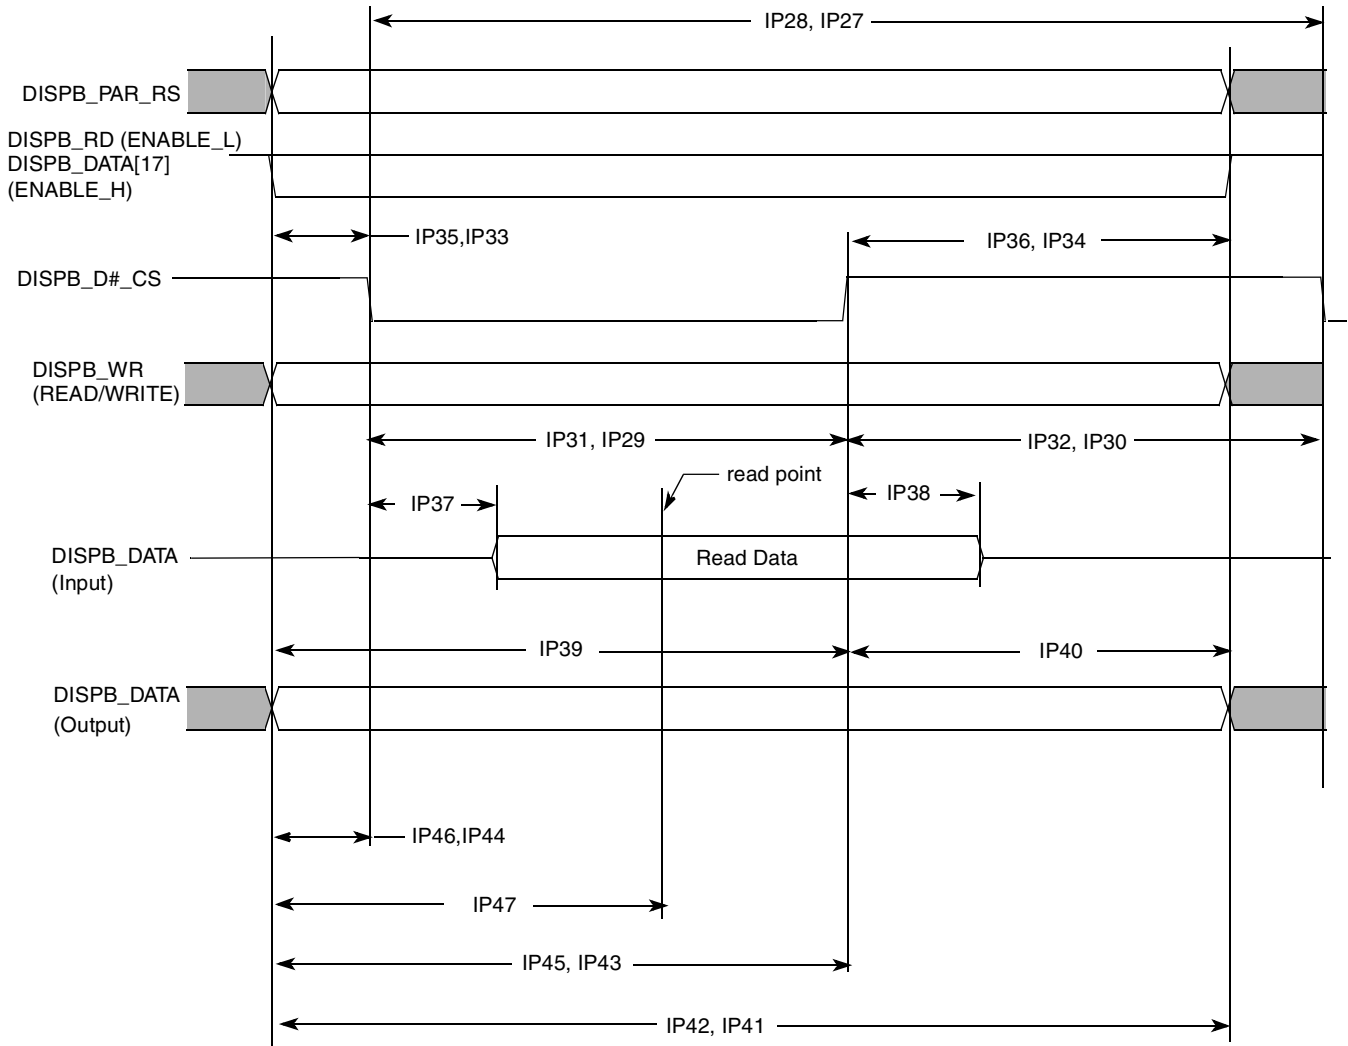 IP28, IP27
DISPB_PAR_RS
DISPB_RD (ENABLE_L)
DISPB_DATA[17]
(ENABLE_H)
IP35,IP33
IP36, IP34
DISPB_D#_CS
DISPB_WR
(READ/WRITE)
IP31, IP29
IP32, IP30
read point
IP37
IP38
DISPB_DATA
(Input)
Read Data
IP39
IP40
DISPB_DATA
(Output)
IP46,IP44
IP47
IP45, IP43
IP42, IP41